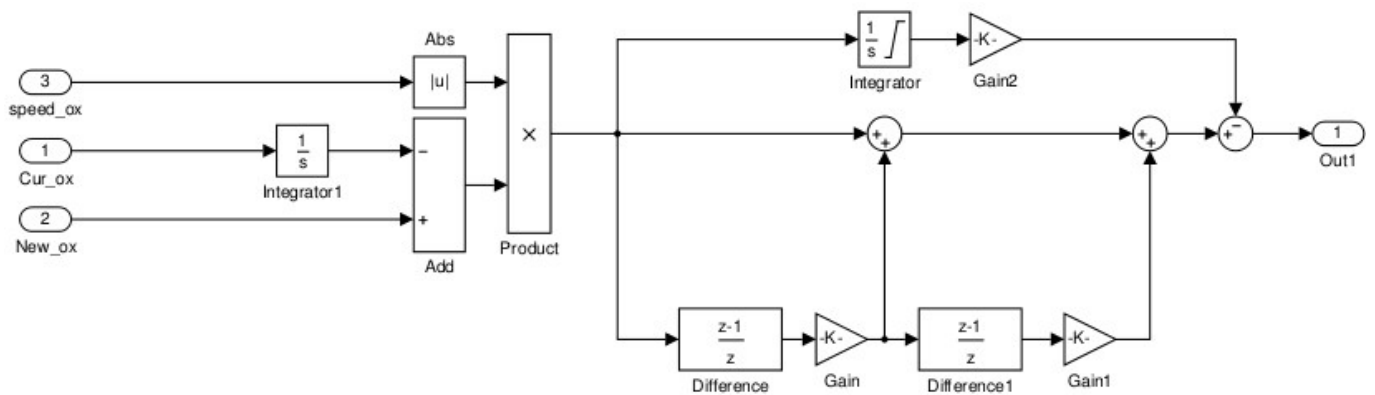 Abs
3
|u|
speed_ox
1
Cur_ox
1
s
Integrator1
−
+
Add
2
New_ox
×
Product
1
s
Integrator
-K-
Gain2
+
+
+
+
+
−
1
Out1
z-1
z
Difference
-K-
Gain
z-1
z
Difference1
-K-
Gain1